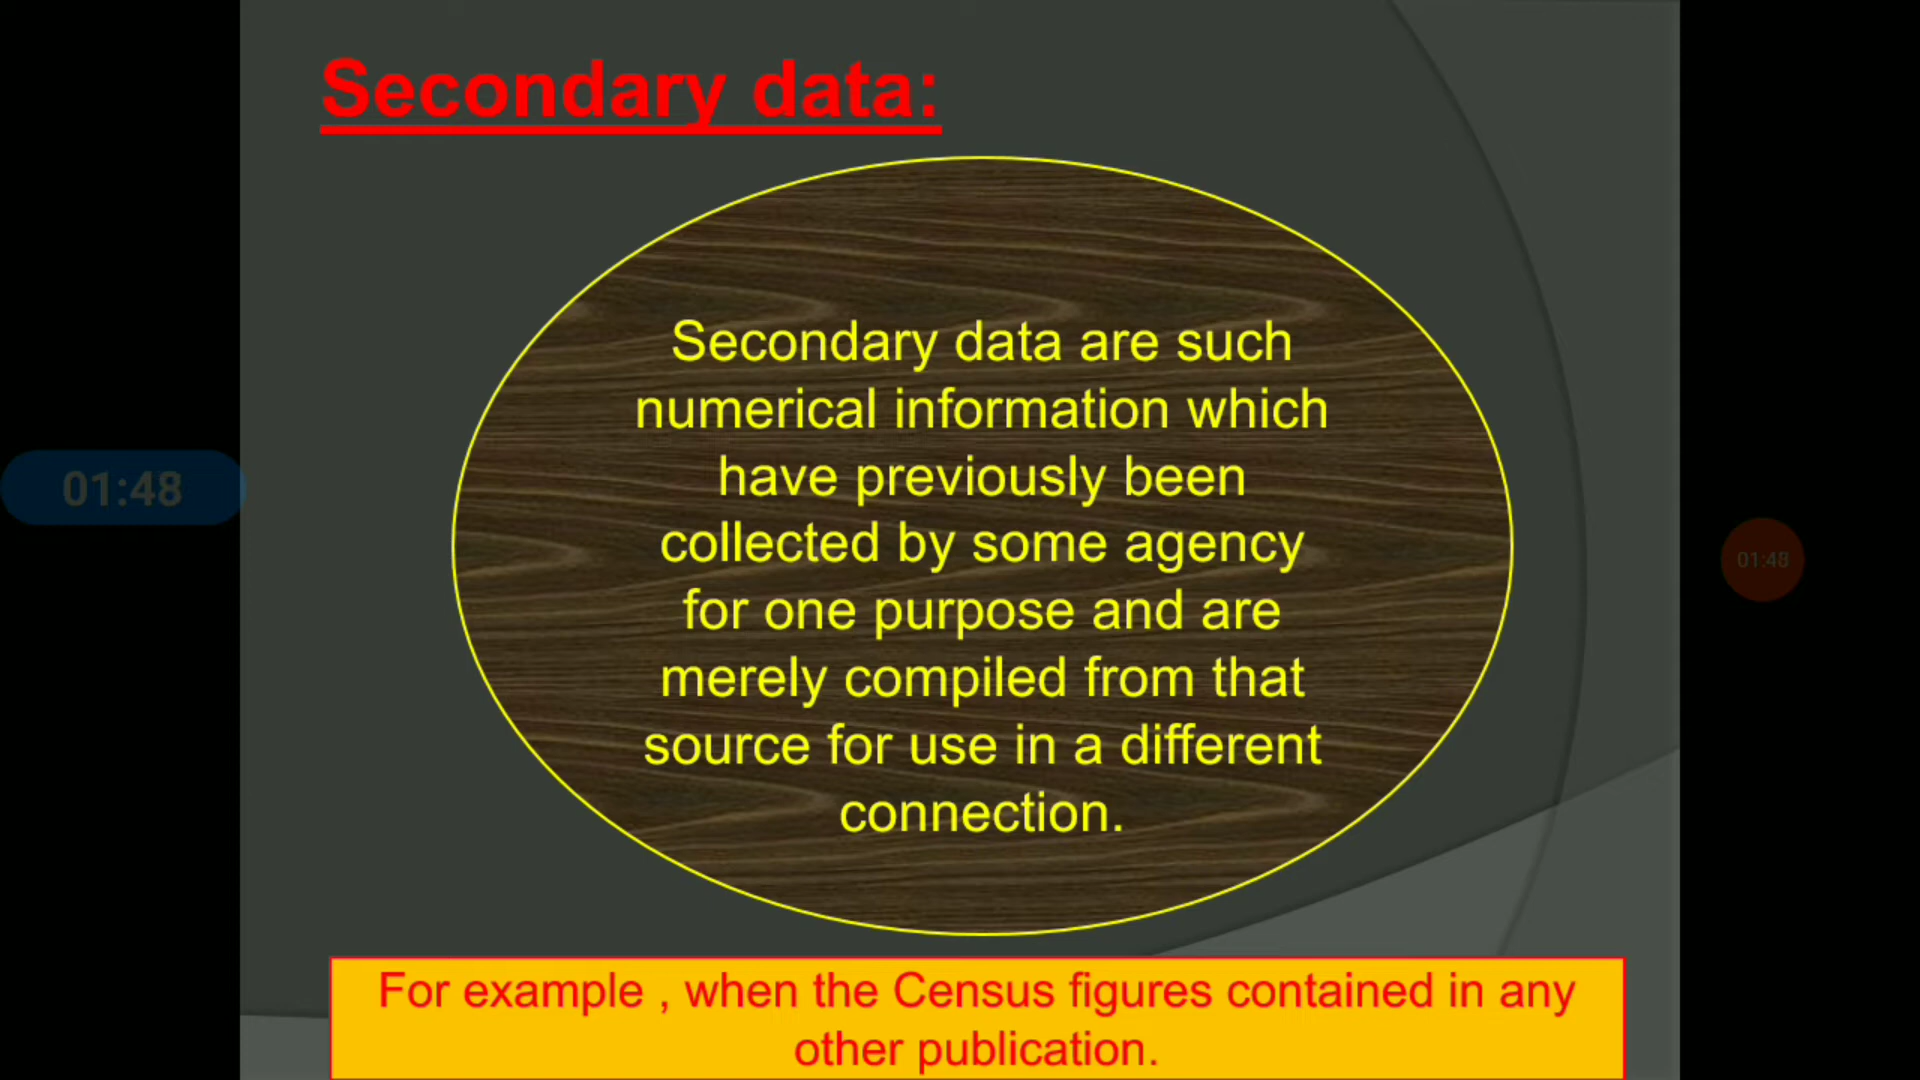 Secondary data:
Secondary data are such
numerical information which
have previously been
collected by some agency
for one purpose and are
merely compiled from that
source for use in a different
connection.
01:48
01:48
For example , when the Census figures contained in any
other publication.